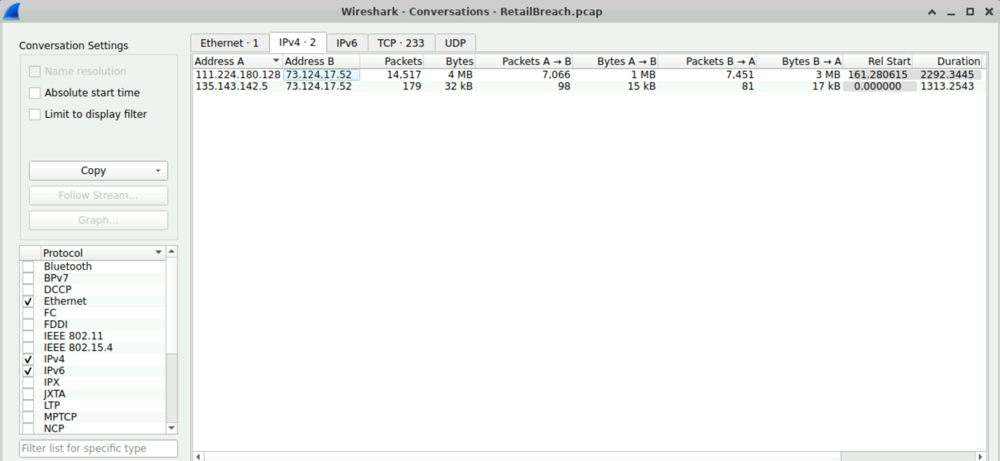 Wireshark · Conversations · RetailBreach.pcap
Conversation Settings
Name resolution
Absolute start time
Limit to display filter
Copy
Follow Stream...
Graph...
Protocol
Bluetooth
BPv7
DCCP
Ethernet
FC
FDDI
IEEE 802.11
IEEE 802.15.4
IPv4
IPv6
IPX
JXTA
LTP
MPTCP
NCP
Filter list for specific type
Ethernet · 1 IPv4 · 2 IPv6 TCP · 233 UDP
Address A Address B Packets Bytes Packets A → B Bytes A → B Packets B → A Bytes B → A Rel Start Duration
111.224.180.128 73.124.17.52 14,517 4 MB 7,066 1 MB 7,451 3 MB 161.280615 2292.3445
135.143.142.5 73.124.17.52 179 32 kB 98 15 kB 81 17 kB 0.000000 1313.2543